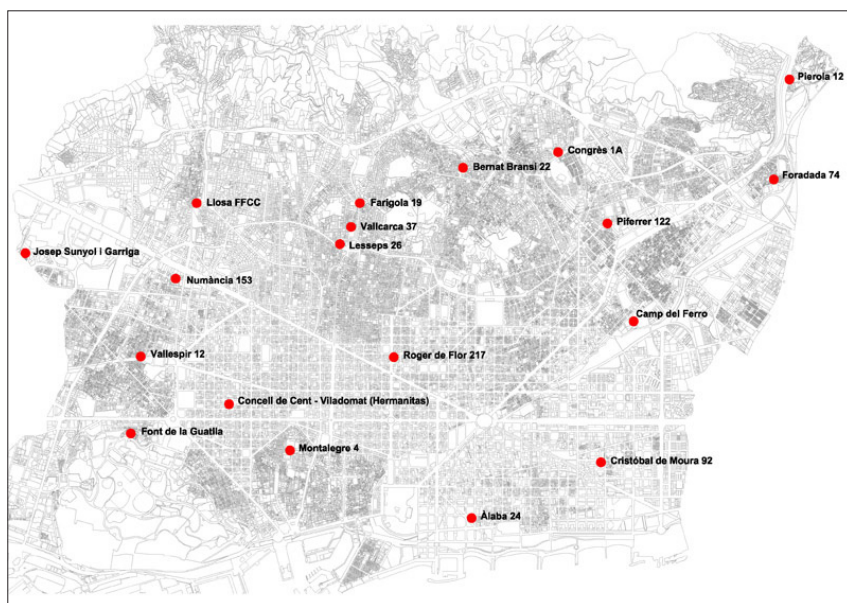 Pierola 12
Congrès 1A
Bernat Bransi 22
Foradada 74
Llosa FFCC
Farigola 19
Piferrer 122
Vallcarca 37
Lesseps 26
Josep Sunyol i Garriga
Numància 153
Camp del Ferro
Vallespir 12
Roger de Flor 217
Concell de Cent - Viladomat (Hermanitas)
Font de la Guatlla
Montalegre 4
Cristóbal de Moura 92
Àlaba 24